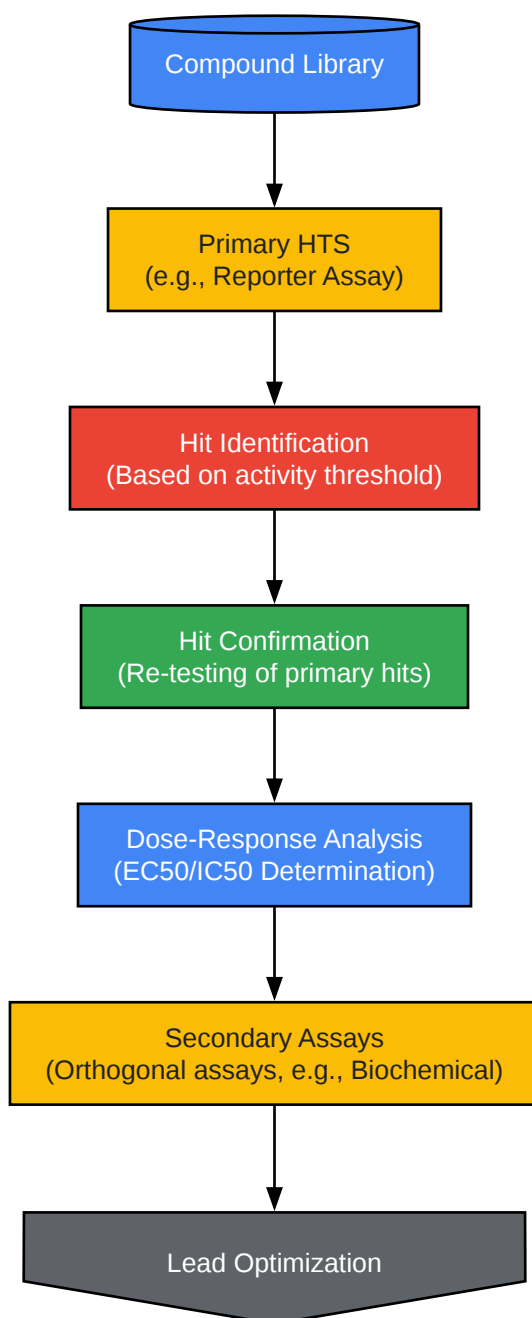 Compound Library
Primary HTS
(e.g., Reporter Assay)
Hit Identification
(Based on activity threshold)
Hit Confirmation
(Re-testing of primary hits)
Dose-Response Analysis
(EC50/IC50 Determination)
Secondary Assays
(Orthogonal assays, e.g., Biochemical)
Lead Optimization